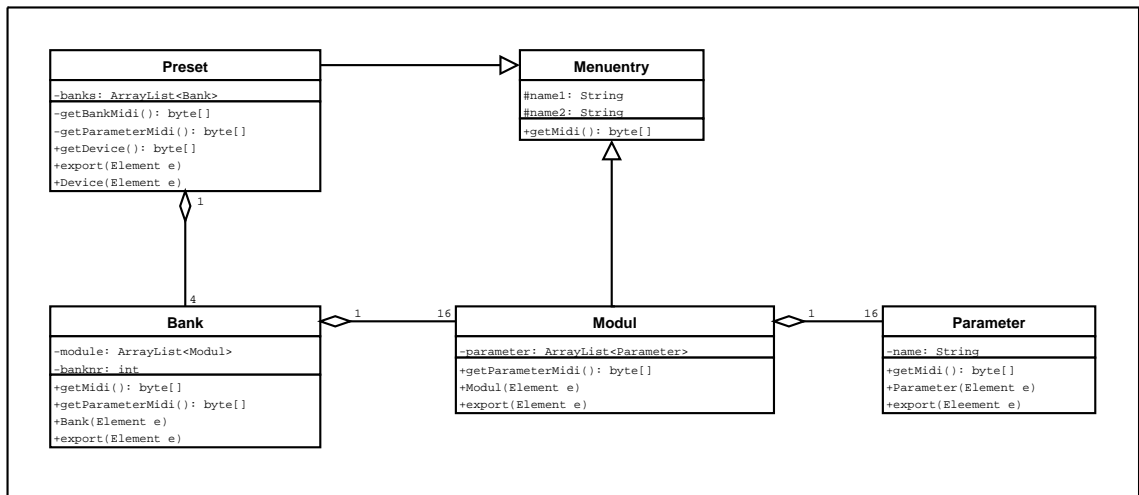 Preset
-banks: ArrayList<Bank>
-getBankMidi(): byte[]
-getParameterMidi(): byte[]
+getDevice(): byte[]
+export(Element e)
+Device(Element e)
Menuentry
#name1: String
#name2: String
+getMidi(): byte[]
1
4
Bank
-module: ArrayList<Modul>
-banknr: int
+getMidi(): byte[]
+getParameterMidi(): byte[]
+Bank(Element e)
+export(Element e)
1
16
Modul
-parameter: ArrayList<Parameter>
+getParameterMidi(): byte[]
+Modul(Element e)
+export(Element e)
1
16
Parameter
-name: String
+getMidi(): byte[]
+Parameter(Element e)
+export(Eleement e)